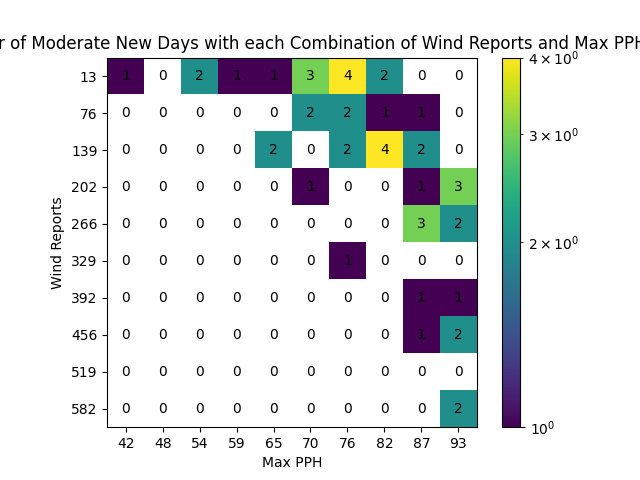 r of Moderate New Days with each Combination of Wind Reports and Max PPH
13 1 0 2 1 1 3 4 2 0 0
76 0 0 0 0 0 2 2 1 1 0
139 0 0 0 0 2 0 2 4 2 0
202 0 0 0 0 0 1 0 0 1 3
266 0 0 0 0 0 0 0 0 3 2
329 0 0 0 0 0 0 1 0 0 0
392 0 0 0 0 0 0 0 0 1 1
456 0 0 0 0 0 0 0 0 1 2
519 0 0 0 0 0 0 0 0 0 0
582 0 0 0 0 0 0 0 0 0 2
42 48 54 59 65 70 76 82 87 93
Max PPH
Wind Reports
4 × 10⁰
3 × 10⁰
2 × 10⁰
10⁰